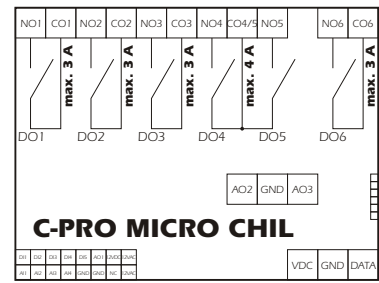 NO1 CO1 NO2 CO2 NO3 CO3 NO4 CO4/5 NO5 NO6 CO6
max. 3 A max. 3 A max. 3 A max. 4 A max. 3 A
DO1 DO2 DO3 DO4 DO5 DO6
AO2 GND AO3
C-PRO MICRO CHIL
DI1 DI2 DI3 DI4 DI5 AO1 12VDC 12VAC
AI1 AI2 AI3 AI4 GND GND NC 12VAC
VDC GND DATA